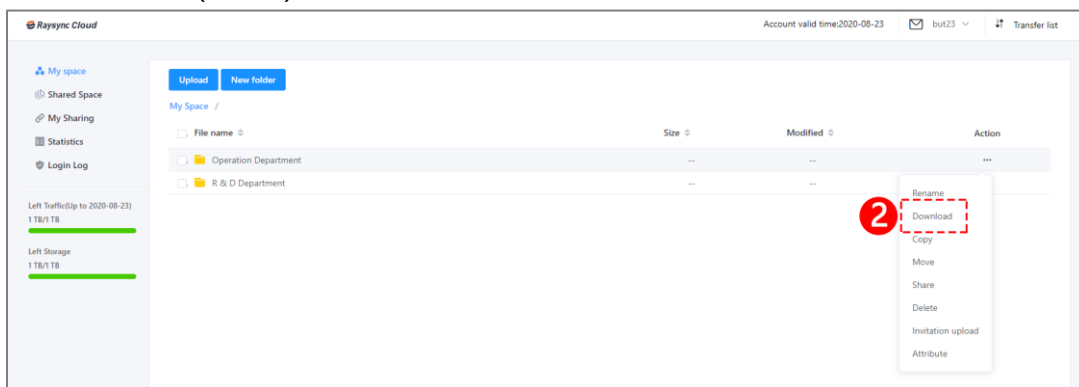 Raysync Cloud
Account valid time:2020-08-23
but23
Transfer list
My space
Shared Space
My Sharing
Statistics
Login Log
Left Traffic(Up to 2020-08-23)
1 TB/1 TB
Left Storage
1 TB/1 TB
Upload
New folder
My Space /
File name
Size
Modified
Action
Operation Department
--
--
•••
R & D Department
--
--
Rename
2
Download
Copy
Move
Share
Delete
Invitation upload
Attribute